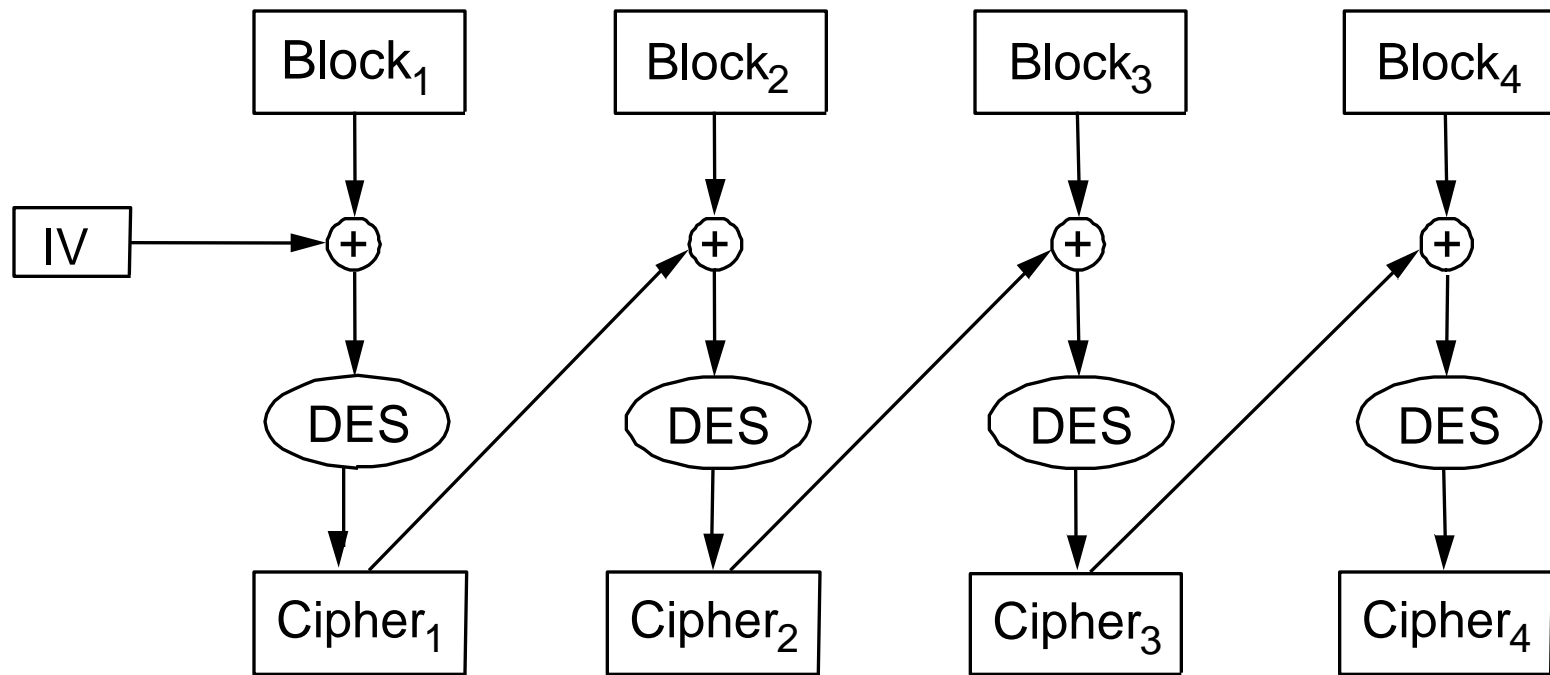 Block₁ Block₂ Block₃ Block₄
IV + + + +
DES DES DES DES
Cipher₁ Cipher₂ Cipher₃ Cipher₄